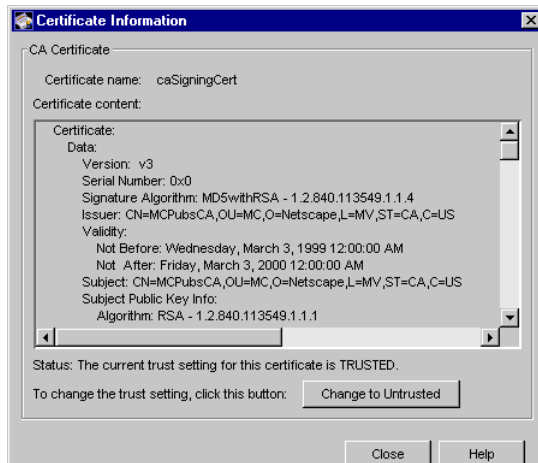 Certificate Information
CA Certificate
Certificate name: caSigningCert
Certificate content:
Certificate:
Data:
Version: v3
Serial Number: 0x0
Signature Algorithm: MD5withRSA - 1.2.840.113549.1.1.4
Issuer: CN=MCPubsCA,OU=MC,O=Netscape,L=MV,ST=CA,C=US
Validity:
Not Before: Wednesday, March 3, 1999 12:00:00 AM
Not After: Friday, March 3, 2000 12:00:00 AM
Subject: CN=MCPubsCA,OU=MC,O=Netscape,L=MV,ST=CA,C=US
Subject Public Key Info:
Algorithm: RSA - 1.2.840.113549.1.1.1
Status: The current trust setting for this certificate is TRUSTED.
To change the trust setting, click this button: Change to Untrusted
Close Help